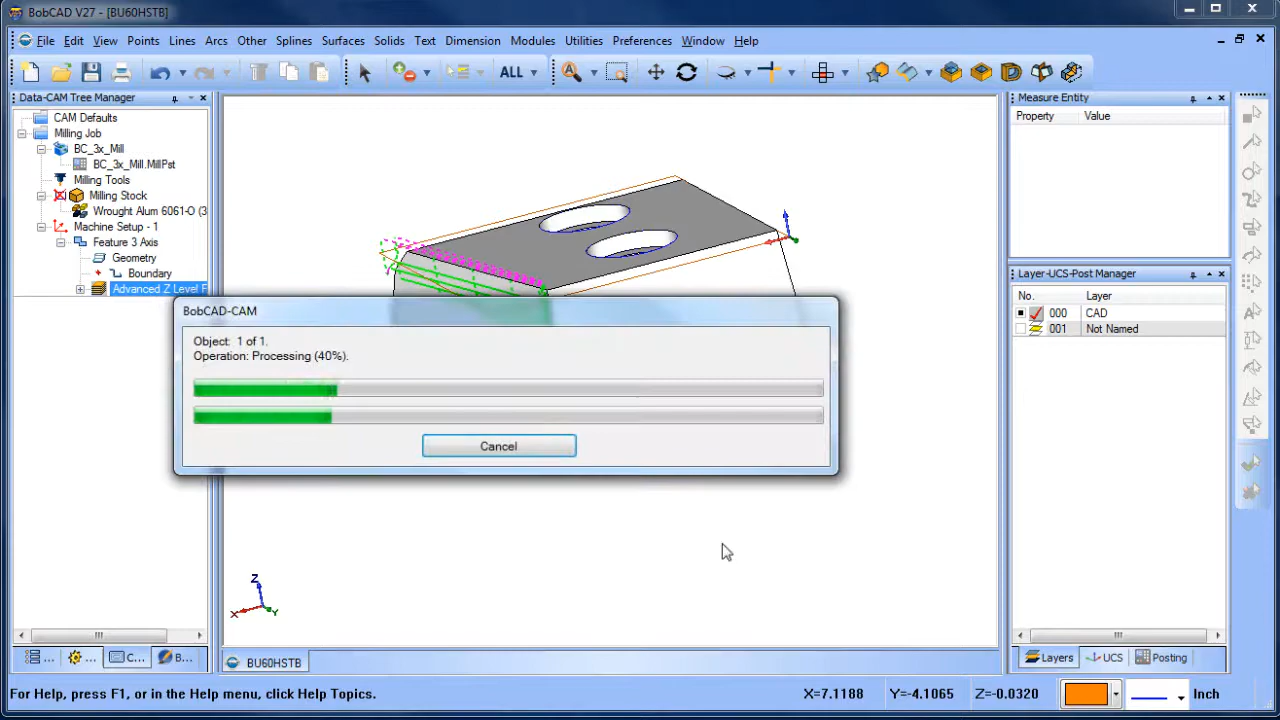 BobCAD V27 - [BU60HSTB]
File Edit View Points Lines Arcs Other Splines Surfaces Solids Text Dimension Modules Utilities Preferences Window Help
ALL
Data-CAM Tree Manager
CAM Defaults
Milling Job
BC_3x_Mill
BC_3x_Mill.MillPst
Milling Tools
Milling Stock
Wrought Alum 6061-O (3
Machine Setup - 1
Feature 3 Axis
Geometry
Boundary
Advanced Z Level F
BobCAD-CAM
Object: 1 of 1.
Operation: Processing (40%).
Cancel
Z
X
Y
Measure Entity
Property Value
Layer-UCS-Post Manager
No. Layer
000 CAD
001 Not Named
... ... C... B...
BU60HSTB
Layers UCS Posting
For Help, press F1, or in the Help menu, click Help Topics.
X=7.1188 Y=-4.1065 Z=-0.0320 Inch